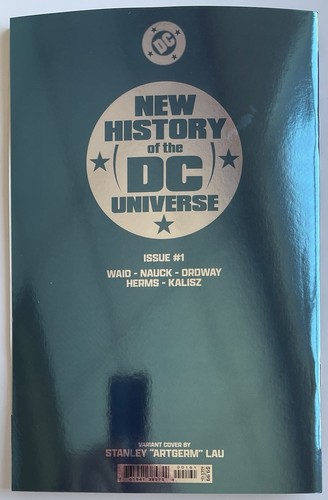 DC
NEW
HISTORY
of the
DC
UNIVERSE
ISSUE #1
WAID - NAUCK - ORDWAY
HERMS - KALISZ
VARIANT COVER BY
STANLEY "ARTGERM" LAU
00161